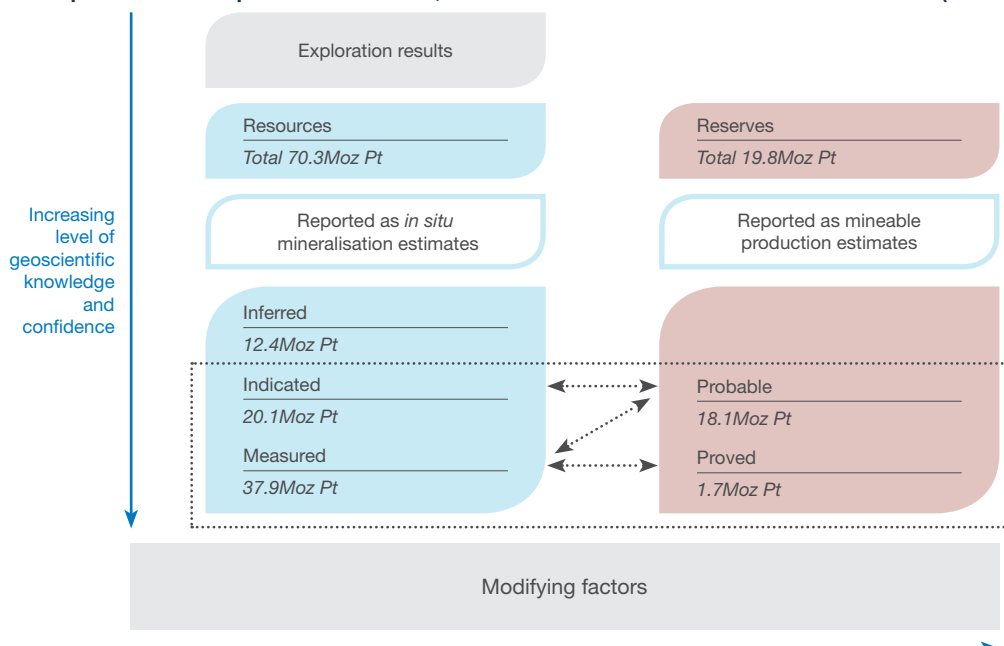 Exploration results
Resources
Total 70.3Moz Pt
Reserves
Total 19.8Moz Pt
Reported as in situ
mineralisation estimates
Reported as mineable
production estimates
Increasing
level of
geoscientific
knowledge
and
confidence
Inferred
12.4Moz Pt
Indicated
20.1Moz Pt
Measured
37.9Moz Pt
Probable
18.1Moz Pt
Proved
1.7Moz Pt
Modifying factors